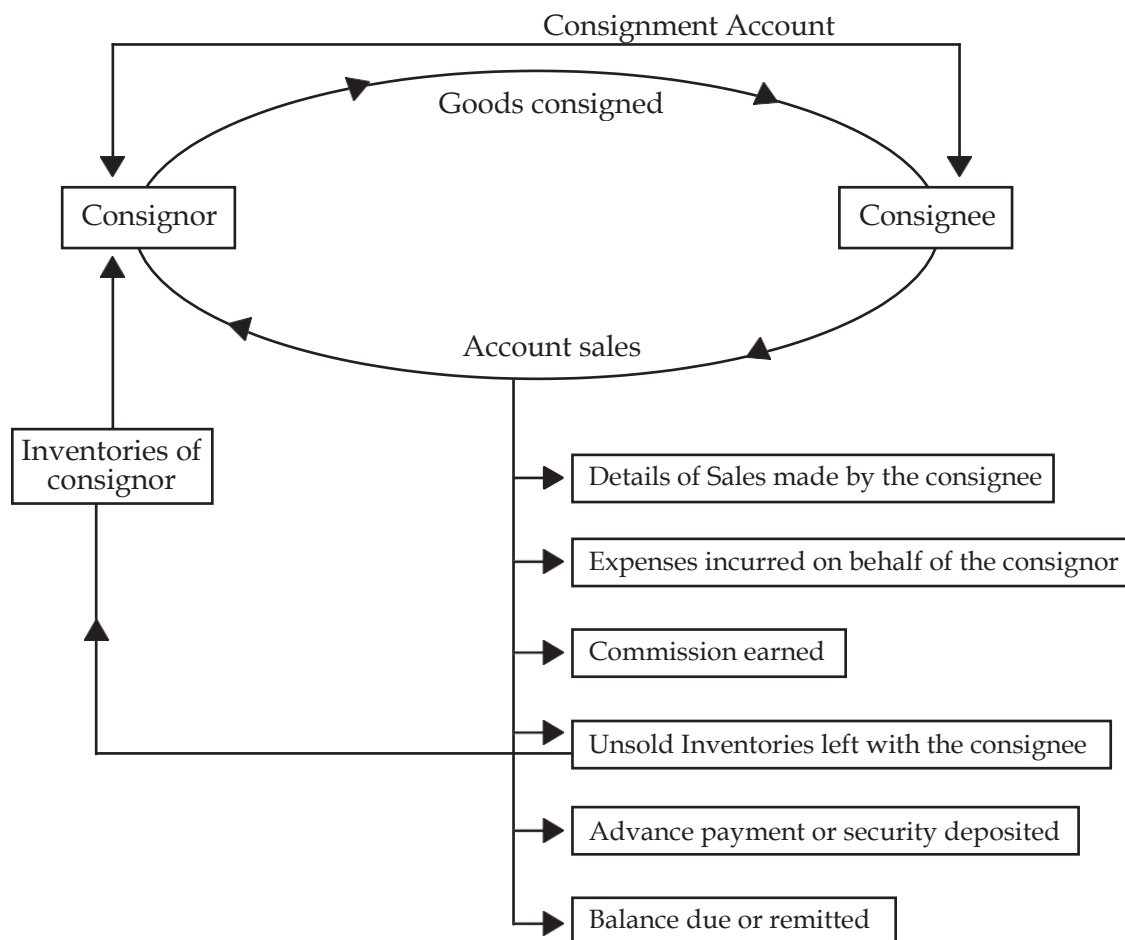 Consignment Account
Goods consigned
Consignor
Consignee
Account sales
Inventories of
consignor
Details of Sales made by the consignee
Expenses incurred on behalf of the consignor
Commission earned
Unsold Inventories left with the consignee
Advance payment or security deposited
Balance due or remitted